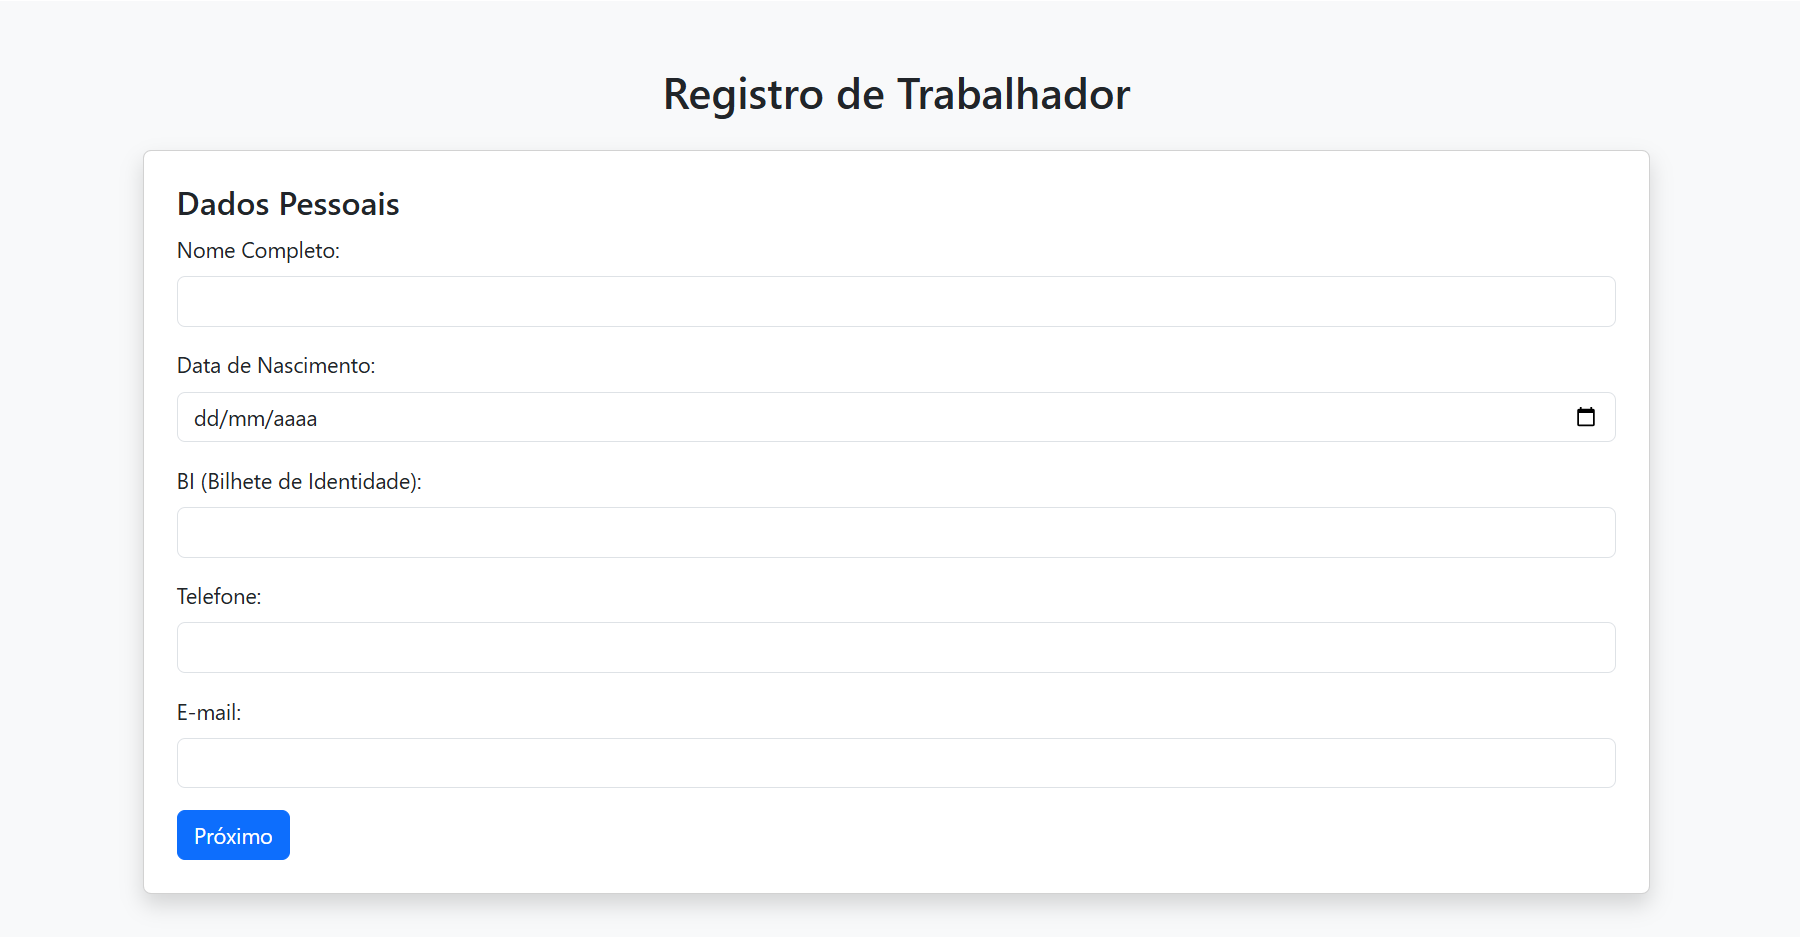 Registro de Trabalhador
Dados Pessoais
Nome Completo:
Data de Nascimento:
dd/mm/aaaa
BI (Bilhete de Identidade):
Telefone:
E-mail:
Próximo